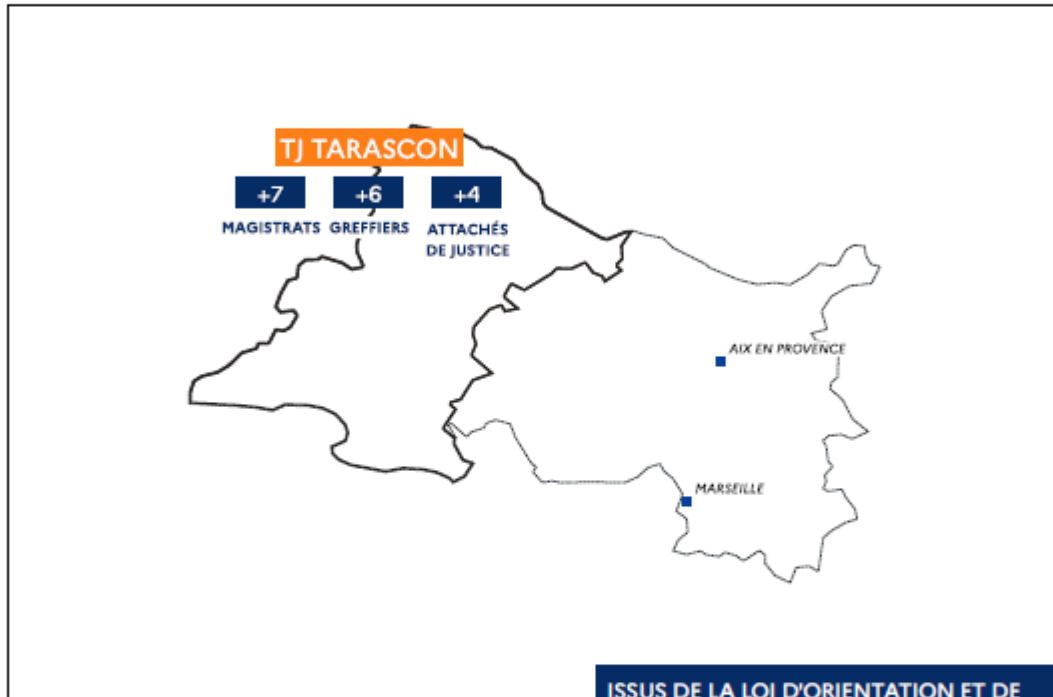 TJ TARASCON
+7 +6 +4
MAGISTRATS GREFFIERS ATTACHÉS
DE JUSTICE
AIX EN PROVENCE
MARSEILLE
ISSUS DE LA LOI D'ORIENTATION ET DE